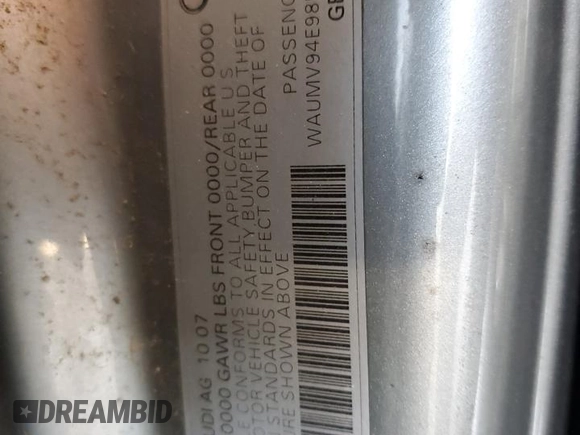 UDI AG 10 07
0000 GAWR LBS FRONT 0000/REAR 0000
E CONFORMS TO ALL APPLICABLE U S
OTOR VEHICLE SAFETY, BUMPER AND THEFT
STANDARDS IN EFFECT ON THE DATE OF
RE SHOWN ABOVE
PASSENG
WAUMV94E98
DREAMBID